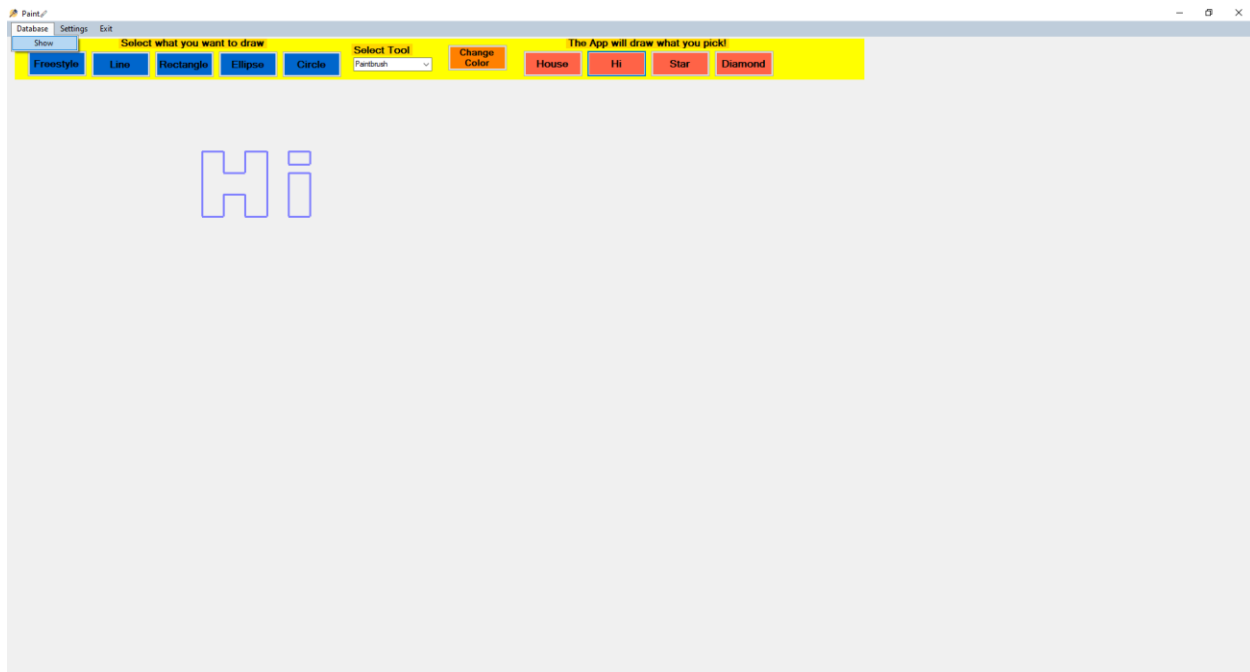 Paint
Database Settings Exit
Show
Select what you want to draw
Select Tool
Change
Color
The App will draw what you pick!
Freestyle Line Rectangle Ellipse Circle
Paintbrush
House Hi Star Diamond
Hi